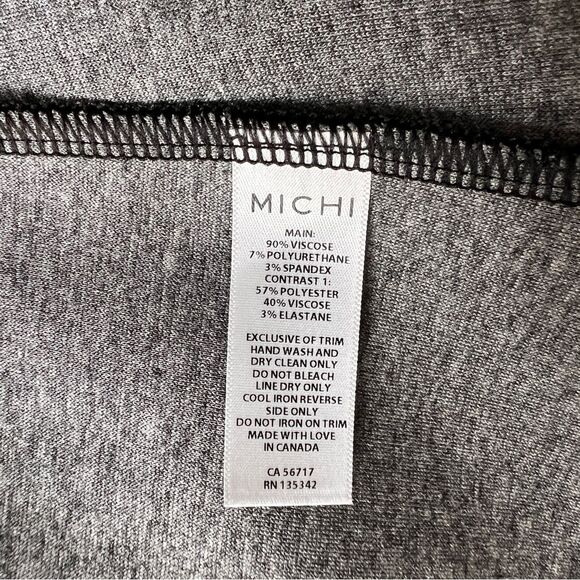 MICHI
MAIN:
90% VISCOSE
7% POLYURETHANE
3% SPANDEX
CONTRAST 1:
57% POLYESTER
40% VISCOSE
3% ELASTANE
EXCLUSIVE OF TRIM
HAND WASH AND
DRY CLEAN ONLY
DO NOT BLEACH
LINE DRY ONLY
COOL IRON REVERSE
SIDE ONLY
DO NOT IRON ON TRIM
MADE WITH LOVE
IN CANADA
CA 56717
RN 135342